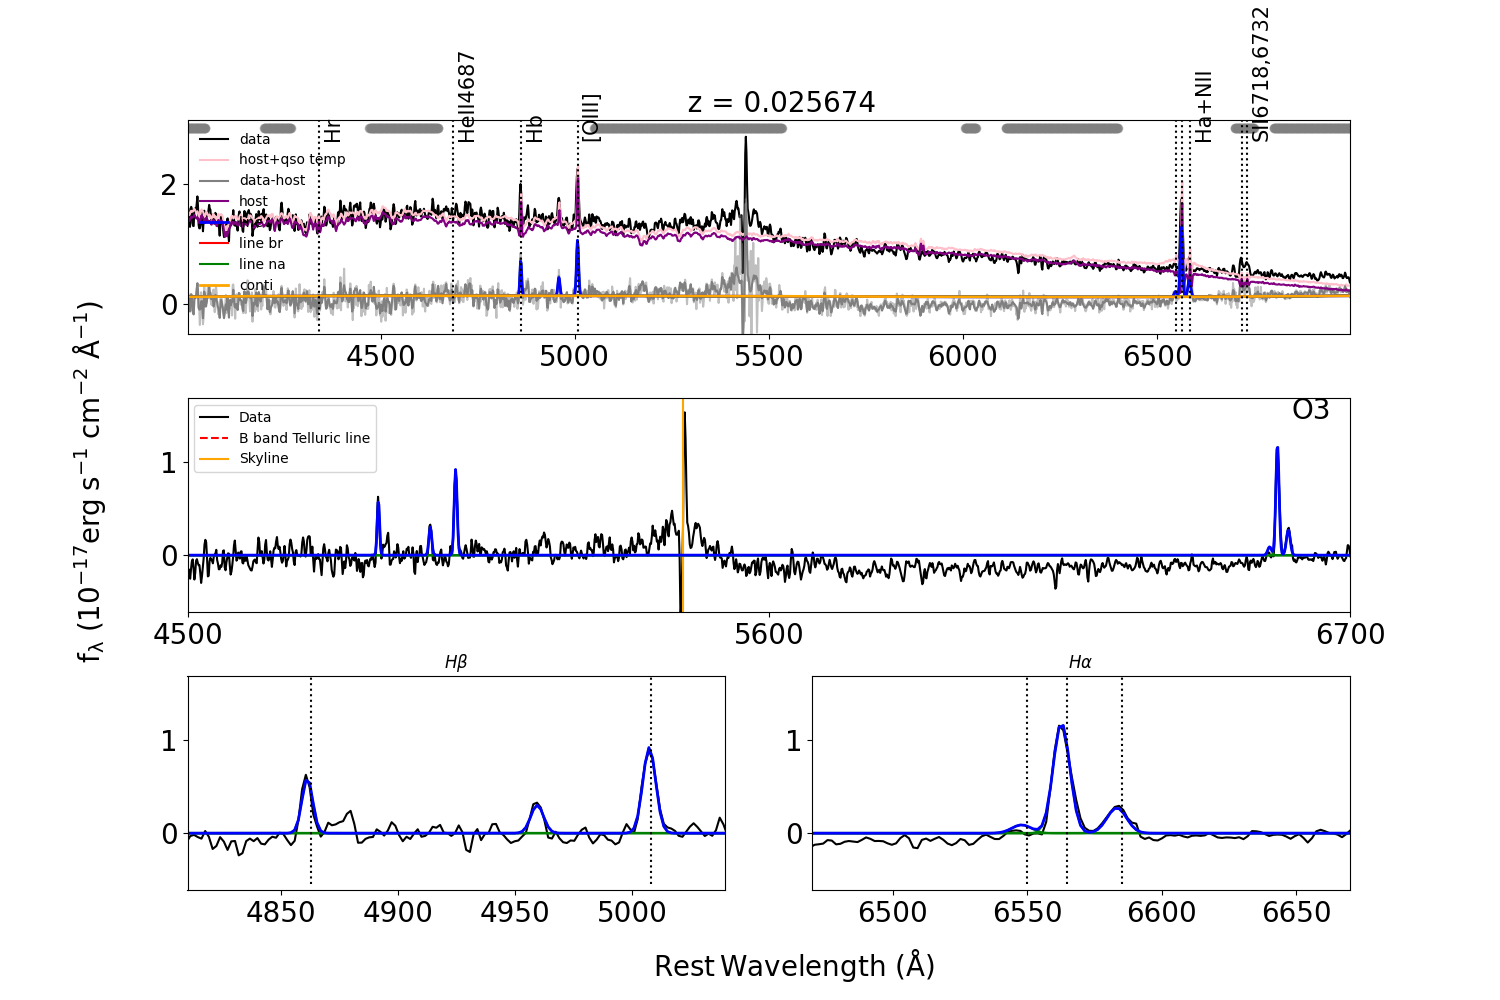 z = 0.025674
Hr
HeII4687
Hb
[OIII]
Ha+NII
SII6718,6732
data
host+qso temp
data-host
host
line br
line na
conti
2
0
4500 5000 5500 6000 6500
fλ (10⁻¹⁷erg s⁻¹ cm⁻² Å⁻¹)
O3
Data
B band Telluric line
Skyline
1
0
4500 5600 6700
Hβ
1
0
4850 4900 4950 5000
Hα
1
0
6500 6550 6600 6650
Rest Wavelength (Å)